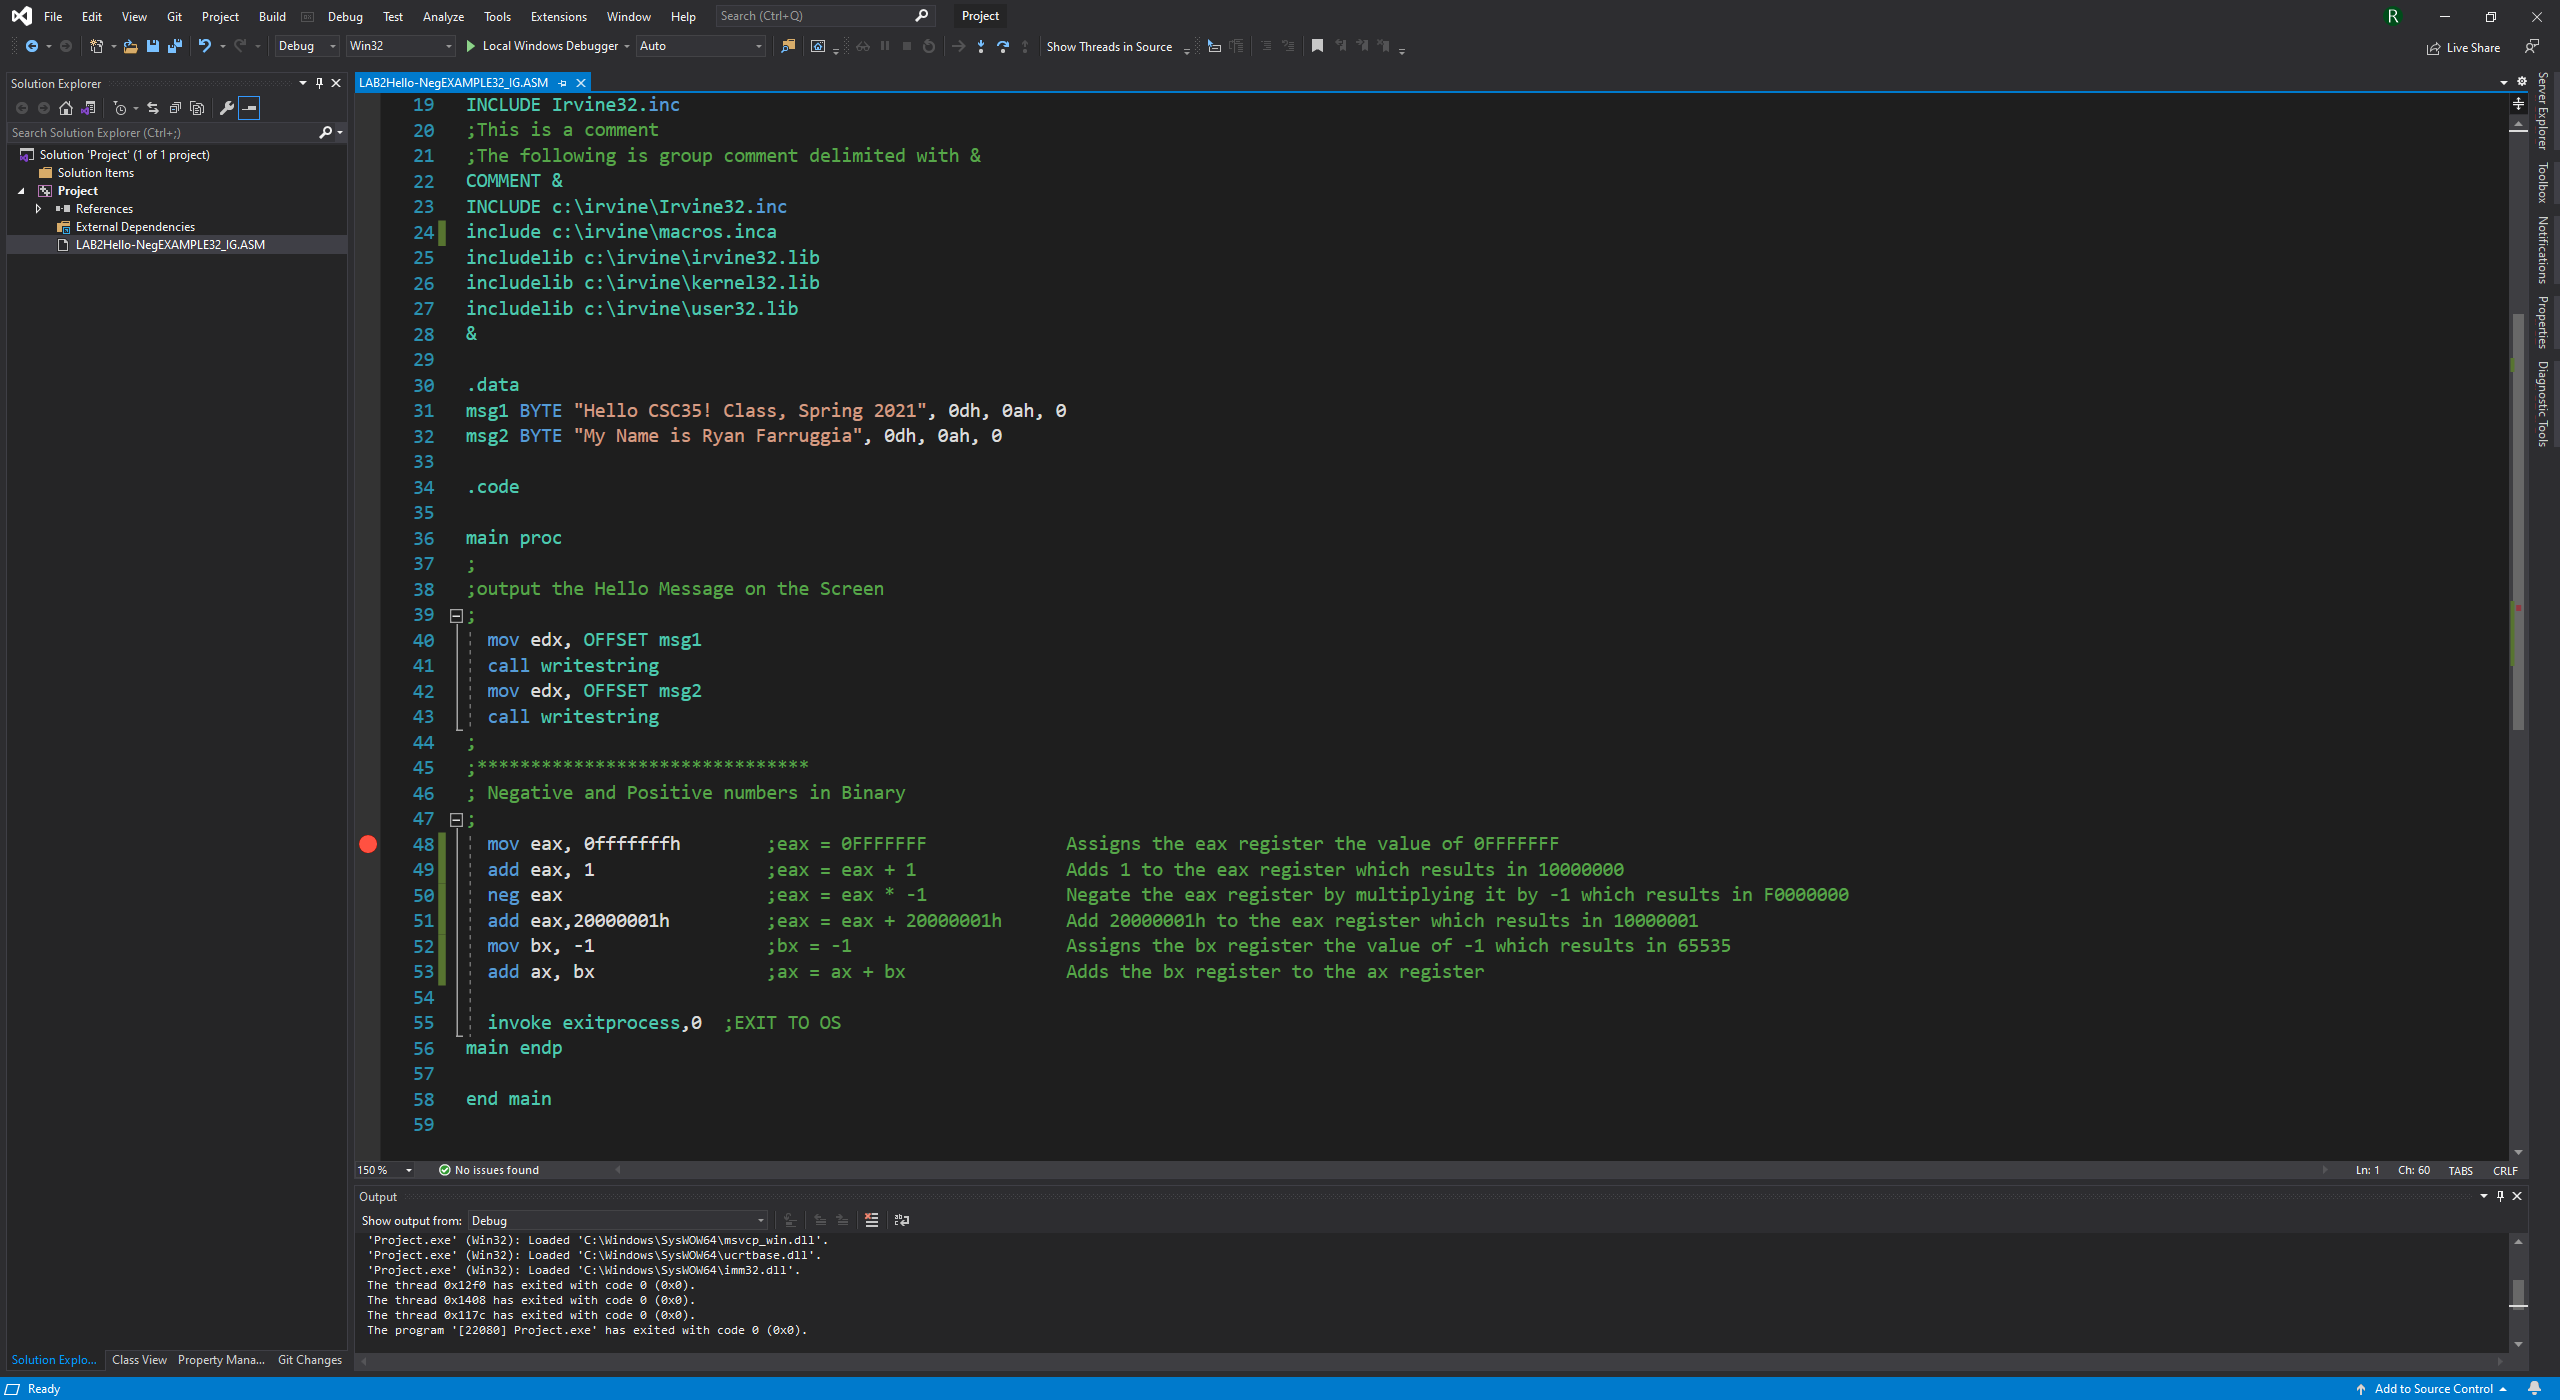 File Edit View Git Project Build Debug Test Analyze Tools Extensions Window Help Search (Ctrl+Q) Project R
Debug Win32 Local Windows Debugger Auto Show Threads in Source Live Share
Solution Explorer
Search Solution Explorer (Ctrl+;)
Solution 'Project' (1 of 1 project)
Solution Items
Project
References
External Dependencies
LAB2Hello-NegEXAMPLE32_IG.ASM
Solution Explo... Class View Property Mana... Git Changes
LAB2Hello-NegEXAMPLE32_IG.ASM
19 INCLUDE Irvine32.inc
20 ;This is a comment
21 ;The following is group comment delimited with &
22 COMMENT &
23 INCLUDE c:\irvine\Irvine32.inc
24 include c:\irvine\macros.inca
25 includelib c:\irvine\irvine32.lib
26 includelib c:\irvine\kernel32.lib
27 includelib c:\irvine\user32.lib
28 &
29
30 .data
31 msg1 BYTE "Hello CSC35! Class, Spring 2021", 0dh, 0ah, 0
32 msg2 BYTE "My Name is Ryan Farruggia", 0dh, 0ah, 0
33
34 .code
35
36 main proc
37 ;
38 ;output the Hello Message on the Screen
39 ;
40 mov edx, OFFSET msg1
41 call writestring
42 mov edx, OFFSET msg2
43 call writestring
44 ;
45 ;*******************************
46 ; Negative and Positive numbers in Binary
47 ;
48 mov eax, 0fffffffh ;eax = 0FFFFFFF Assigns the eax register the value of 0FFFFFFF
49 add eax, 1 ;eax = eax + 1 Adds 1 to the eax register which results in 10000000
50 neg eax ;eax = eax * -1 Negate the eax register by multiplying it by -1 which results in F0000000
51 add eax,20000001h ;eax = eax + 20000001h Add 20000001h to the eax register which results in 10000001
52 mov bx, -1 ;bx = -1 Assigns the bx register the value of -1 which results in 65535
53 add ax, bx ;ax = ax + bx Adds the bx register to the ax register
54
55 invoke exitprocess,0 ;EXIT TO OS
56 main endp
57
58 end main
59
150 % No issues found Ln: 1 Ch: 60 TABS CRLF
Output
Show output from: Debug
'Project.exe' (Win32): Loaded 'C:\Windows\SysWOW64\msvcp_win.dll'.
'Project.exe' (Win32): Loaded 'C:\Windows\SysWOW64\ucrtbase.dll'.
'Project.exe' (Win32): Loaded 'C:\Windows\SysWOW64\imm32.dll'.
The thread 0x12f0 has exited with code 0 (0x0).
The thread 0x1408 has exited with code 0 (0x0).
The thread 0x117c has exited with code 0 (0x0).
The program '[22080] Project.exe' has exited with code 0 (0x0).
Server Explorer
Toolbox
Notifications
Properties
Diagnostic Tools
Ready Add to Source Control